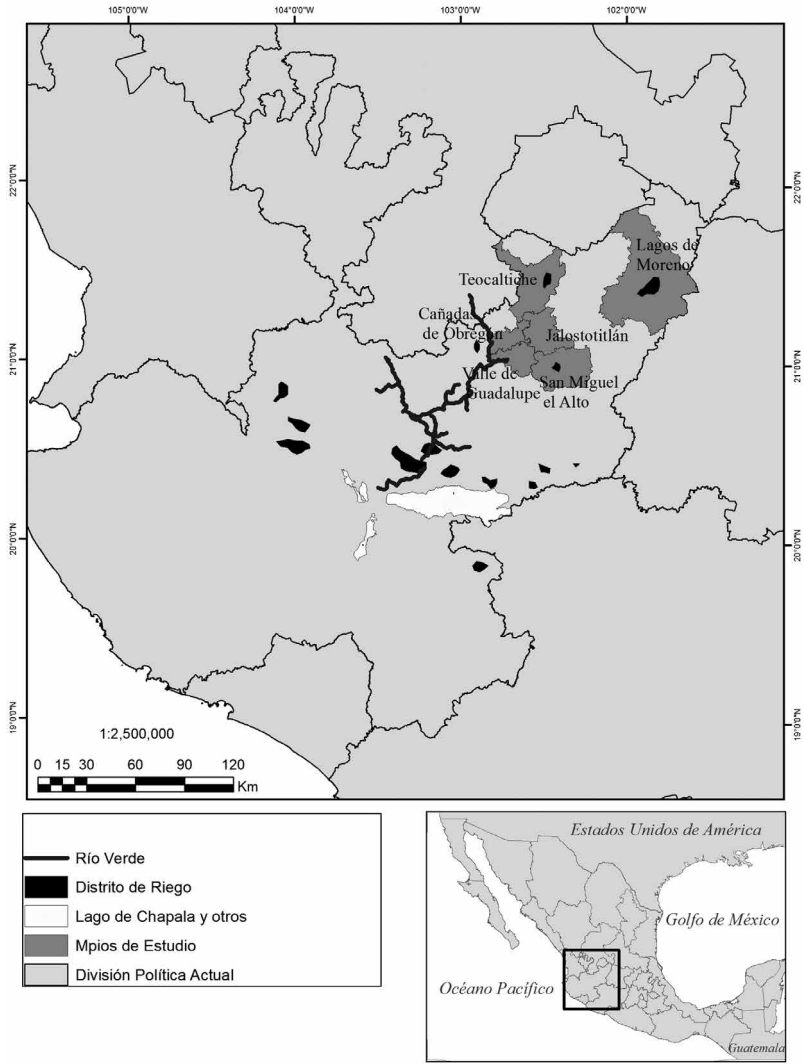 105°0'0"W 104°0'0"W 103°0'0"W 102°0'0"W
22°0'0"N
22°0'0"N
Lagos de
Moreno
Teocaltiche
Cañadas
de Obregón
Jalostotitlán
21°0'0"N
21°0'0"N
Valle de
Guadalupe
San Miguel
el Alto
20°0'0"N
20°0'0"N
19°0'0"N
19°0'0"N
1:2,500,000
0 15 30 60 90 120
Km
Río Verde
Distrito de Riego
Lago de Chapala y otros
Mpios de Estudio
División Política Actual
Estados Unidos de América
Golfo de México
Océano Pacífico
Guatemala